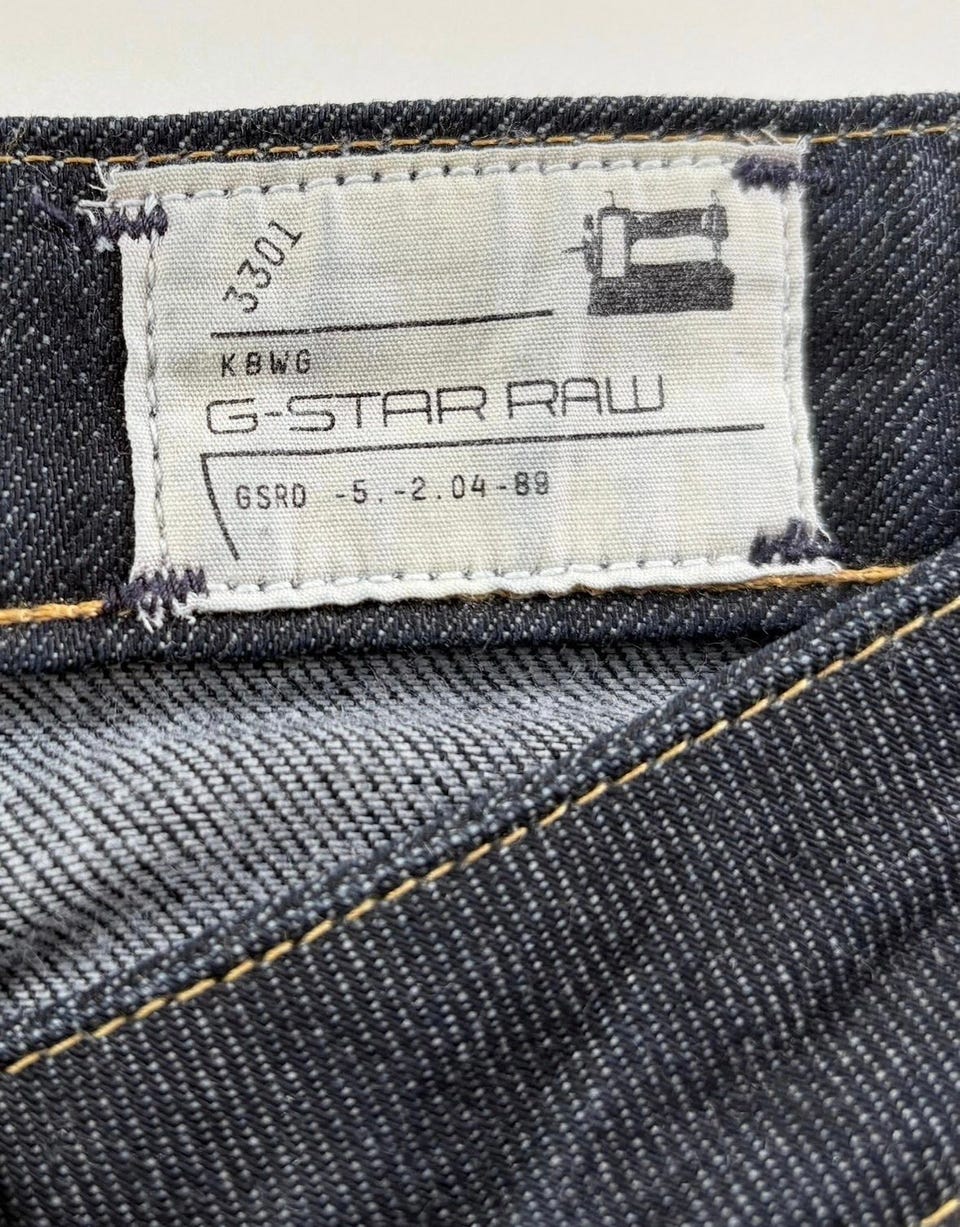 3301
KBWG
G-STAR RAW
GSRD -5.-2.04-89